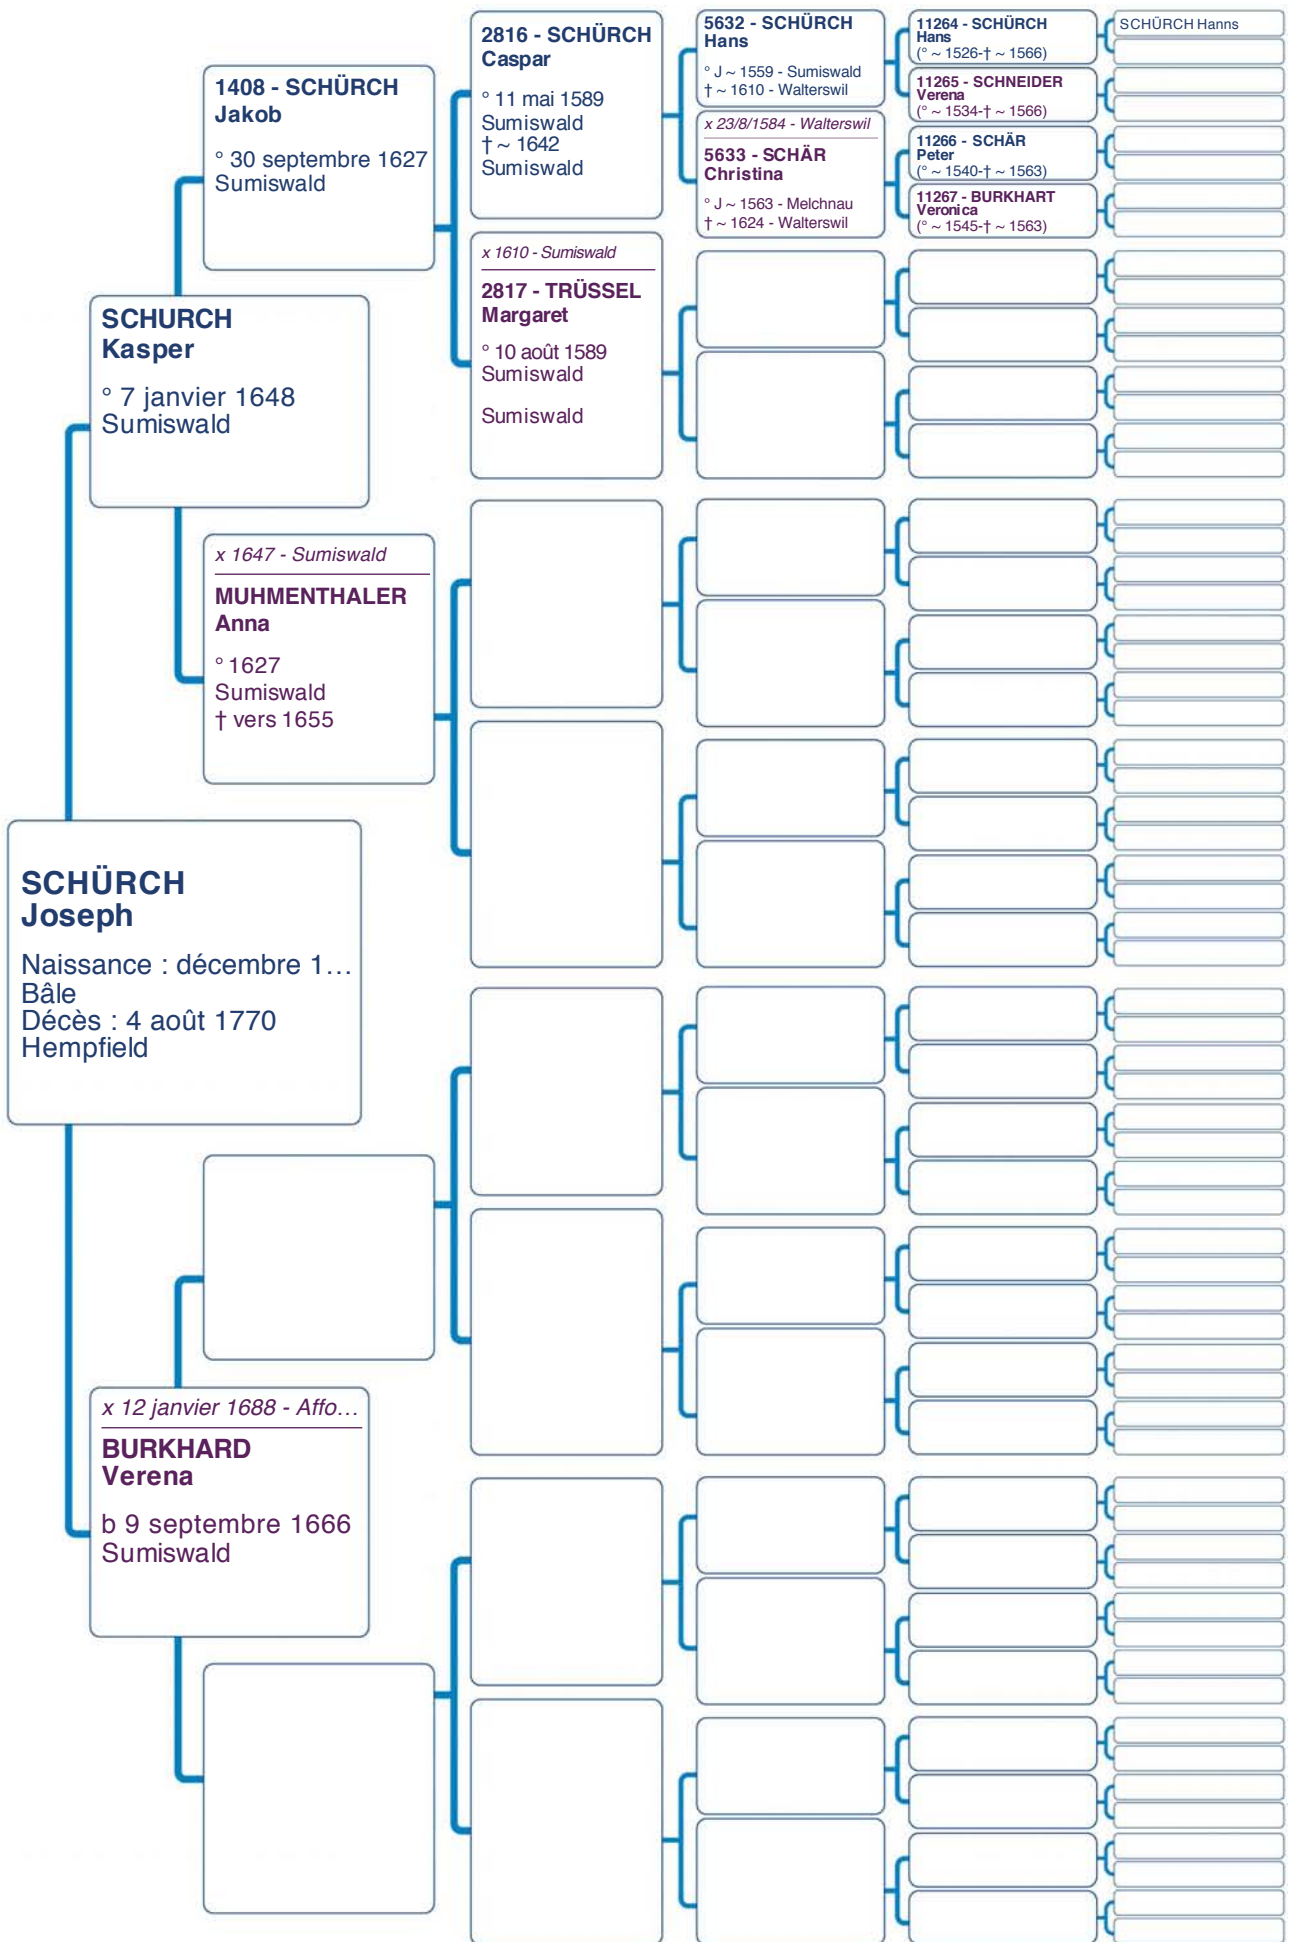 2816 - SCHÜRCH
Caspar
° 11 mai 1589
Sumiswald
† ~ 1642
Sumiswald
5632 - SCHÜRCH
Hans
° J ~ 1559 - Sumiswald
† ~ 1610 - Walterswil
x 23/8/1584 - Walterswil
5633 - SCHÄR
Christina
° J ~ 1563 - Melchnau
† ~ 1624 - Walterswil
11264 - SCHÜRCH
Hans
(° ~ 1526-† ~ 1566)
11265 - SCHNEIDER
Verena
(° ~ 1534-† ~ 1566)
11266 - SCHÄR
Peter
(° ~ 1540-† ~ 1563)
11267 - BURKHART
Veronica
(° ~ 1545-† ~ 1563)
SCHÜRCH Hanns
1408 - SCHÜRCH
Jakob
° 30 septembre 1627
Sumiswald
x 1610 - Sumiswald
2817 - TRÜSSEL
Margaret
° 10 août 1589
Sumiswald
Sumiswald
SCHURCH
Kasper
° 7 janvier 1648
Sumiswald
x 1647 - Sumiswald
MUHMENTHALER
Anna
° 1627
Sumiswald
† vers 1655
SCHÜRCH
Joseph
Naissance : décembre 1…
Bâle
Décès : 4 août 1770
Hempfield
x 12 janvier 1688 - Affo…
BURKHARD
Verena
b 9 septembre 1666
Sumiswald